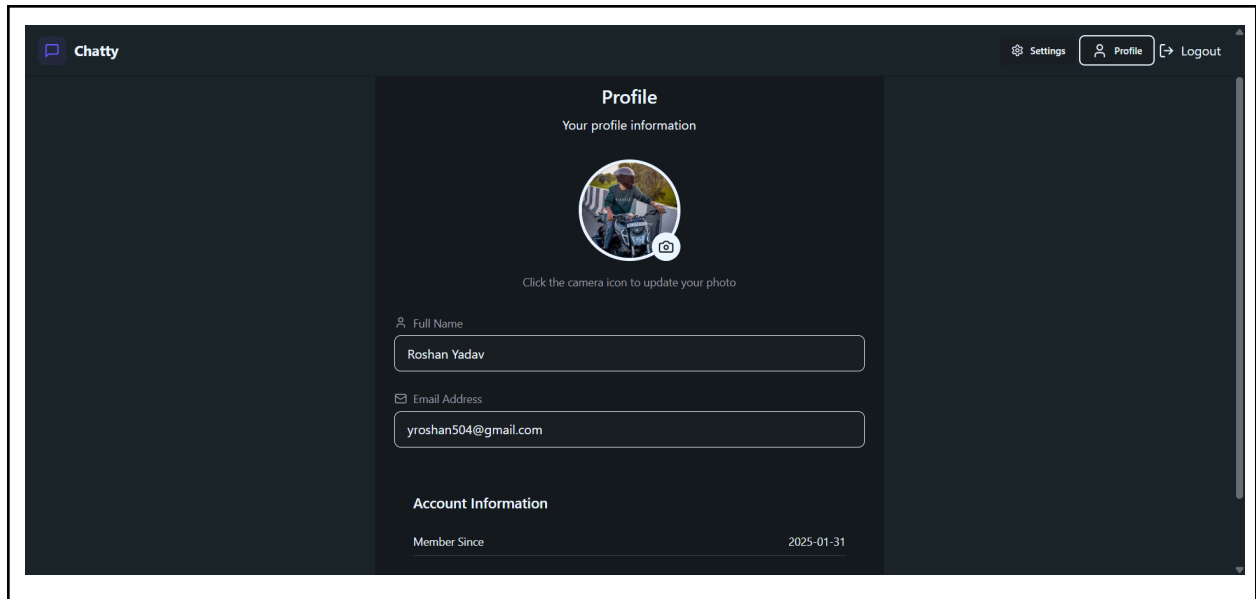 Chatty
Settings Profile Logout
Profile
Your profile information
Click the camera icon to update your photo
Full Name
Roshan Yadav
Email Address
yroshan504@gmail.com
Account Information
Member Since 2025-01-31